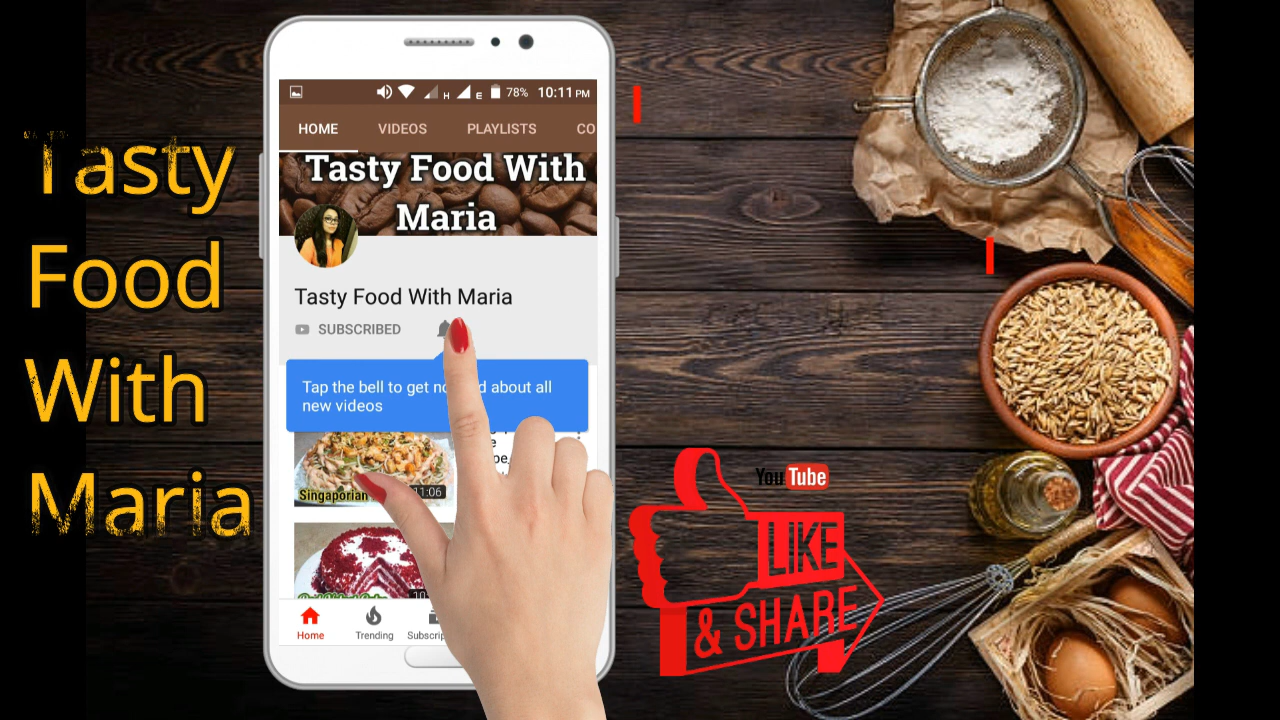 Tasty
Food
With
Maria
H E 78% 10:11 PM
HOME VIDEOS PLAYLISTS CO
Tasty Food With
Maria
Tasty Food With Maria
SUBSCRIBED
Tap the bell to get no d about all
new videos
Singaporian 11:06
Home Trending Subscrip
YouTube
LIKE
& SHARE